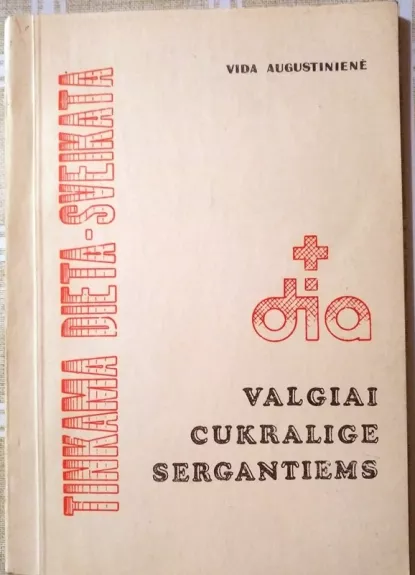 VIDA AUGUSTINIENĖ
TINKAMA DIETA-SVEIKATA
dia
VALGIAI
CUKRALIGE
SERGANTIEMS